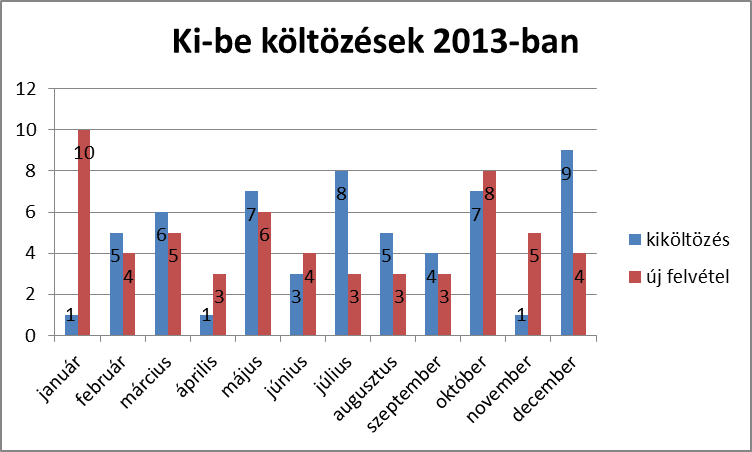 Ki-be költözések 2013-ban
12
10
8
6
4
2
0
1 10 5 4 6 5 1 3 7 6 3 4 8 3 5 3 4 3 7 8 1 5 9 4
január február március április május június július augusztus szeptember október november december
kiköltözés
új felvétel